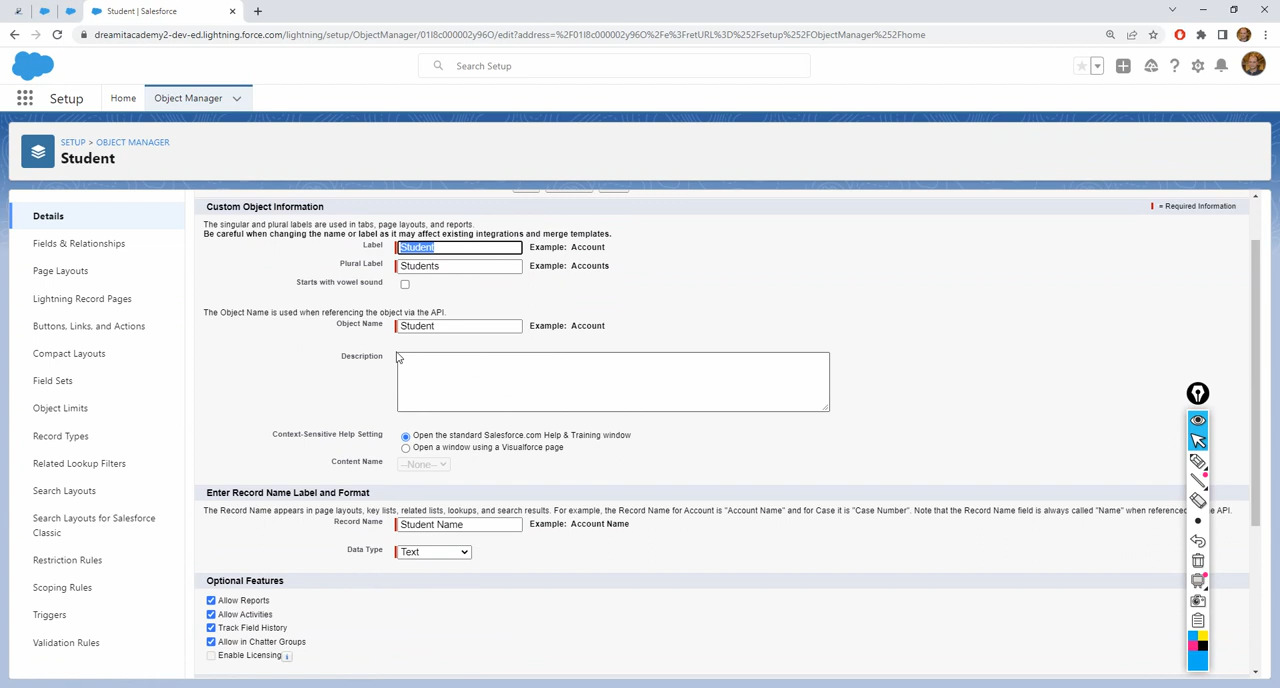 Student | Salesforce
dreamitacademy2-dev-ed.lightning.force.com/lightning/setup/ObjectManager/01I8c000002y96O/edit?address=%2F01I8c000002y96O%2Fe%3FretURL%3D%252Fsetup%252FObjectManager%252Fhome
Search Setup
Setup
Home
Object Manager
SETUP > OBJECT MANAGER
Student
Details
Fields & Relationships
Page Layouts
Lightning Record Pages
Buttons, Links, and Actions
Compact Layouts
Field Sets
Object Limits
Record Types
Related Lookup Filters
Search Layouts
Search Layouts for Salesforce
Classic
Restriction Rules
Scoping Rules
Triggers
Validation Rules
Custom Object Information
= Required Information
The singular and plural labels are used in tabs, page layouts, and reports.
Be careful when changing the name or label as it may affect existing integrations and merge templates.
Label Student Example: Account
Plural Label Students Example: Accounts
Starts with vowel sound
The Object Name is used when referencing the object via the API.
Object Name Student Example: Account
Description
Context-Sensitive Help Setting Open the standard Salesforce.com Help & Training window
Open a window using a Visualforce page
Content Name --None--
Enter Record Name Label and Format
The Record Name appears in page layouts, key lists, related lists, lookups, and search results. For example, the Record Name for Account is "Account Name" and for Case it is "Case Number". Note that the Record Name field is always called "Name" when referenced PI.
Record Name Student Name Example: Account Name
Data Type Text
Optional Features
Allow Reports
Allow Activities
Track Field History
Allow in Chatter Groups
Enable Licensing i